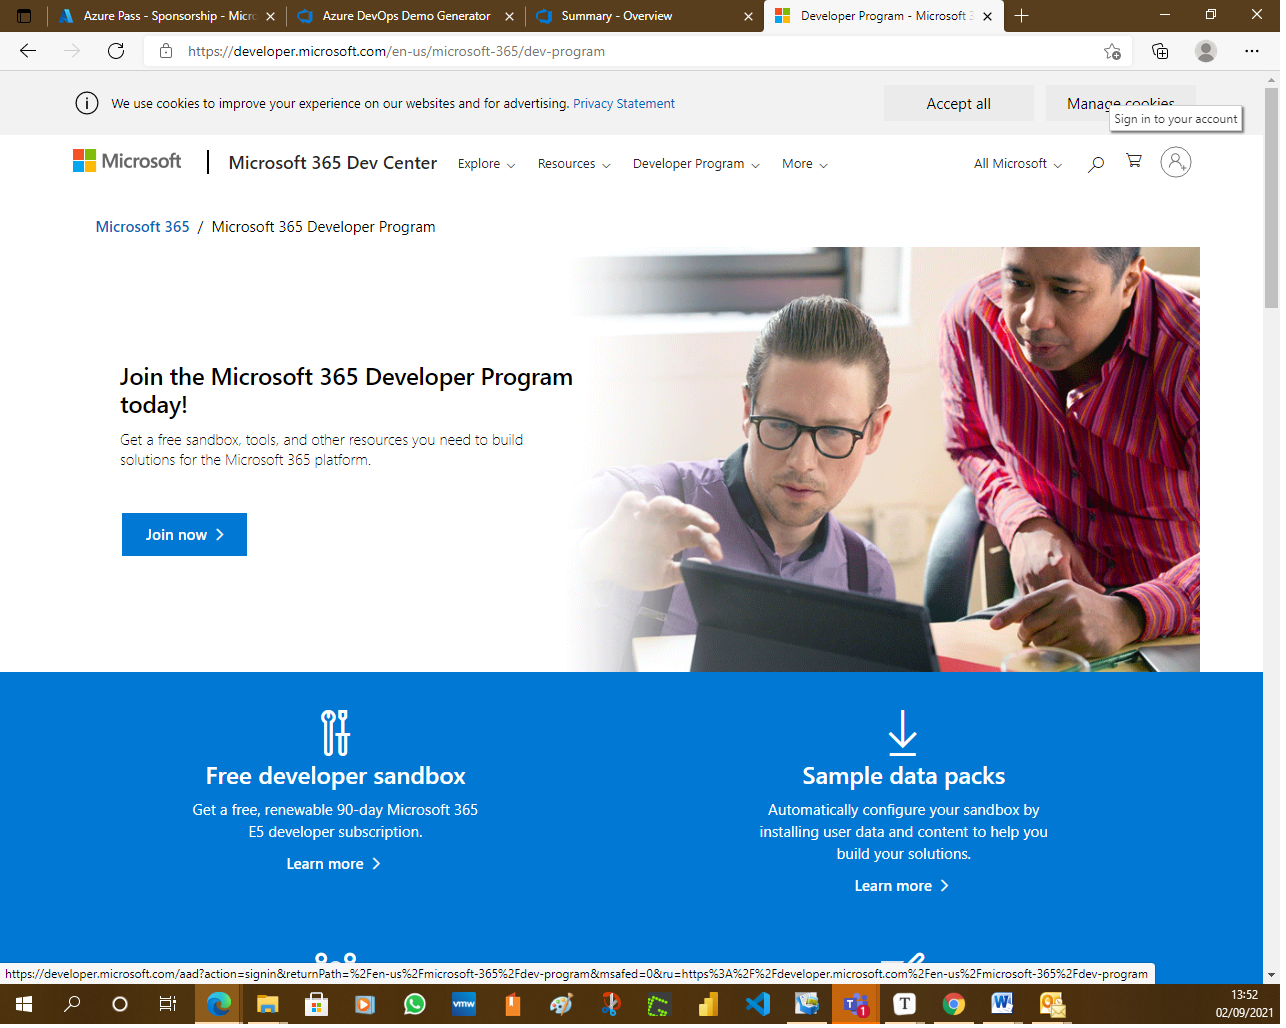 Azure Pass - Sponsorship - Micro
Azure DevOps Demo Generator
Summary - Overview
Developer Program - Microsoft 3
https://developer.microsoft.com/en-us/microsoft-365/dev-program
We use cookies to improve your experience on our websites and for advertising. Privacy Statement
Accept all
Manage cookies
Sign in to your account
Microsoft
Microsoft 365 Dev Center
Explore
Resources
Developer Program
More
All Microsoft
Microsoft 365 / Microsoft 365 Developer Program
Join the Microsoft 365 Developer Program
today!
Get a free sandbox, tools, and other resources you need to build
solutions for the Microsoft 365 platform.
Join now
Free developer sandbox
Get a free, renewable 90-day Microsoft 365
E5 developer subscription.
Learn more
Sample data packs
Automatically configure your sandbox by
installing user data and content to help you
build your solutions.
Learn more
https://developer.microsoft.com/aad?action=signin&returnPath=%2Fen-us%2Fmicrosoft-365%2Fdev-program&msafed=0&ru=https%3A%2F%2Fdeveloper.microsoft.com%2Fen-us%2Fmicrosoft-365%2Fdev-program
vmw
1
T
13:52
02/09/2021